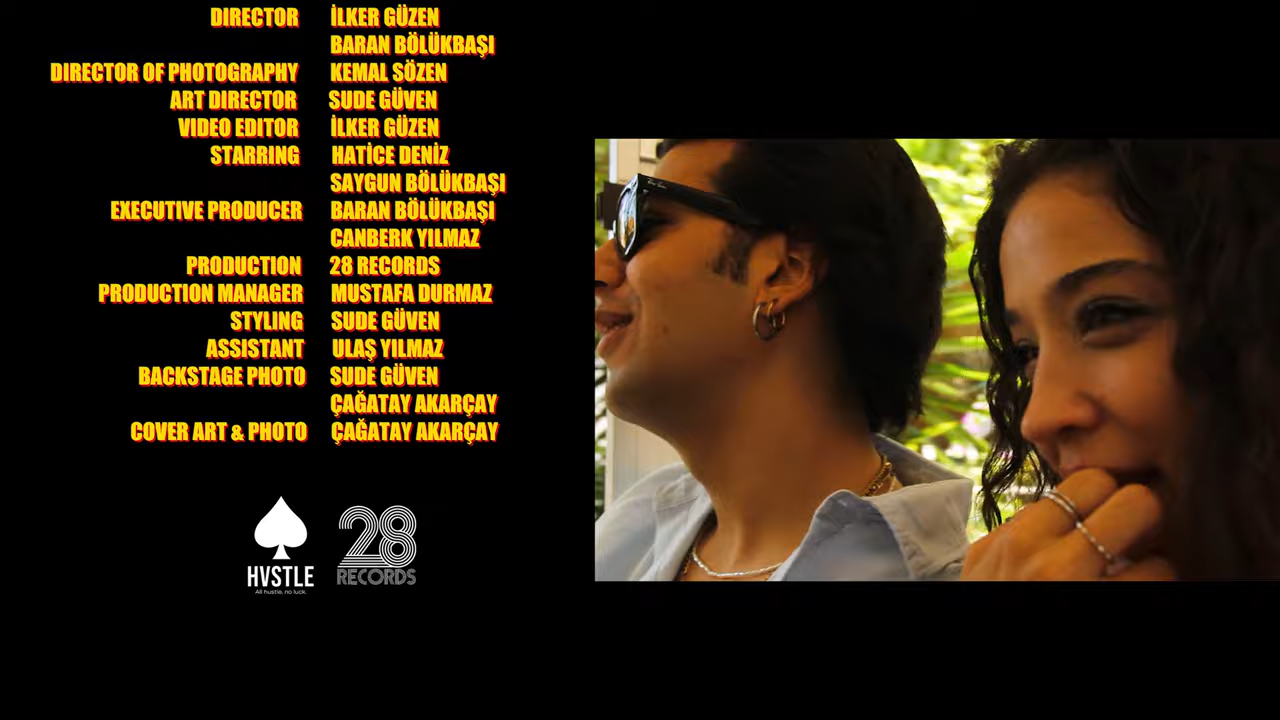 DIRECTOR İLKER GÜZEN
BARAN BÖLÜKBAŞI
DIRECTOR OF PHOTOGRAPHY KEMAL SÖZEN
ART DIRECTOR SUDE GÜVEN
VIDEO EDITOR İLKER GÜZEN
STARRING HATİCE DENİZ
SAYGUN BÖLÜKBAŞI
EXECUTIVE PRODUCER BARAN BÖLÜKBAŞI
CANBERK YILMAZ
PRODUCTION 28 RECORDS
PRODUCTION MANAGER MUSTAFA DURMAZ
STYLING SUDE GÜVEN
ASSISTANT ULAŞ YILMAZ
BACKSTAGE PHOTO SUDE GÜVEN
ÇAĞATAY AKARÇAY
COVER ART & PHOTO ÇAĞATAY AKARÇAY
HVSTLE
All hustle, no luck.
28
RECORDS
Ray-Ban